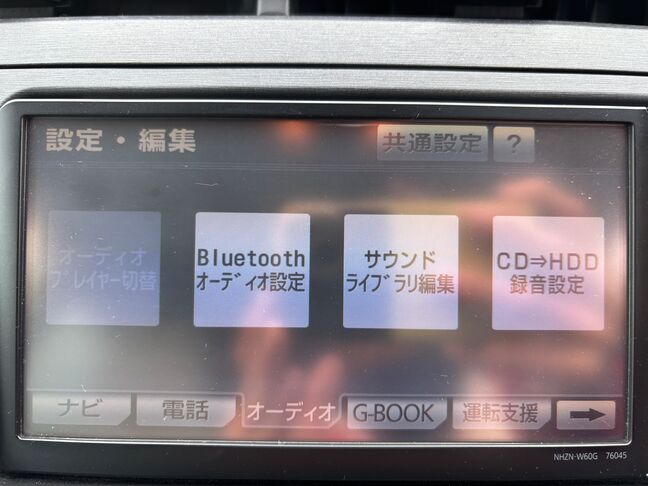 設定・編集
共通設定
?
オーディオ
プレイヤー切替
Bluetooth
オーディオ設定
サウンド
ライブラリ編集
CD⇒HDD
録音設定
ナビ
電話
オーディオ
G-BOOK
運転支援
NHZN-W60G 76045